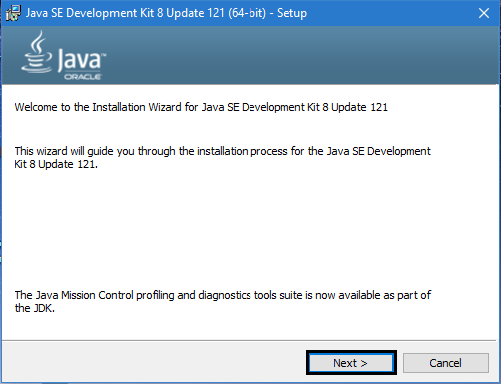 Java SE Development Kit 8 Update 121 (64-bit) - Setup
Java
ORACLE
Welcome to the Installation Wizard for Java SE Development Kit 8 Update 121
This wizard will guide you through the installation process for the Java SE Development
Kit 8 Update 121.
The Java Mission Control profiling and diagnostics tools suite is now available as part of
the JDK.
Next >
Cancel